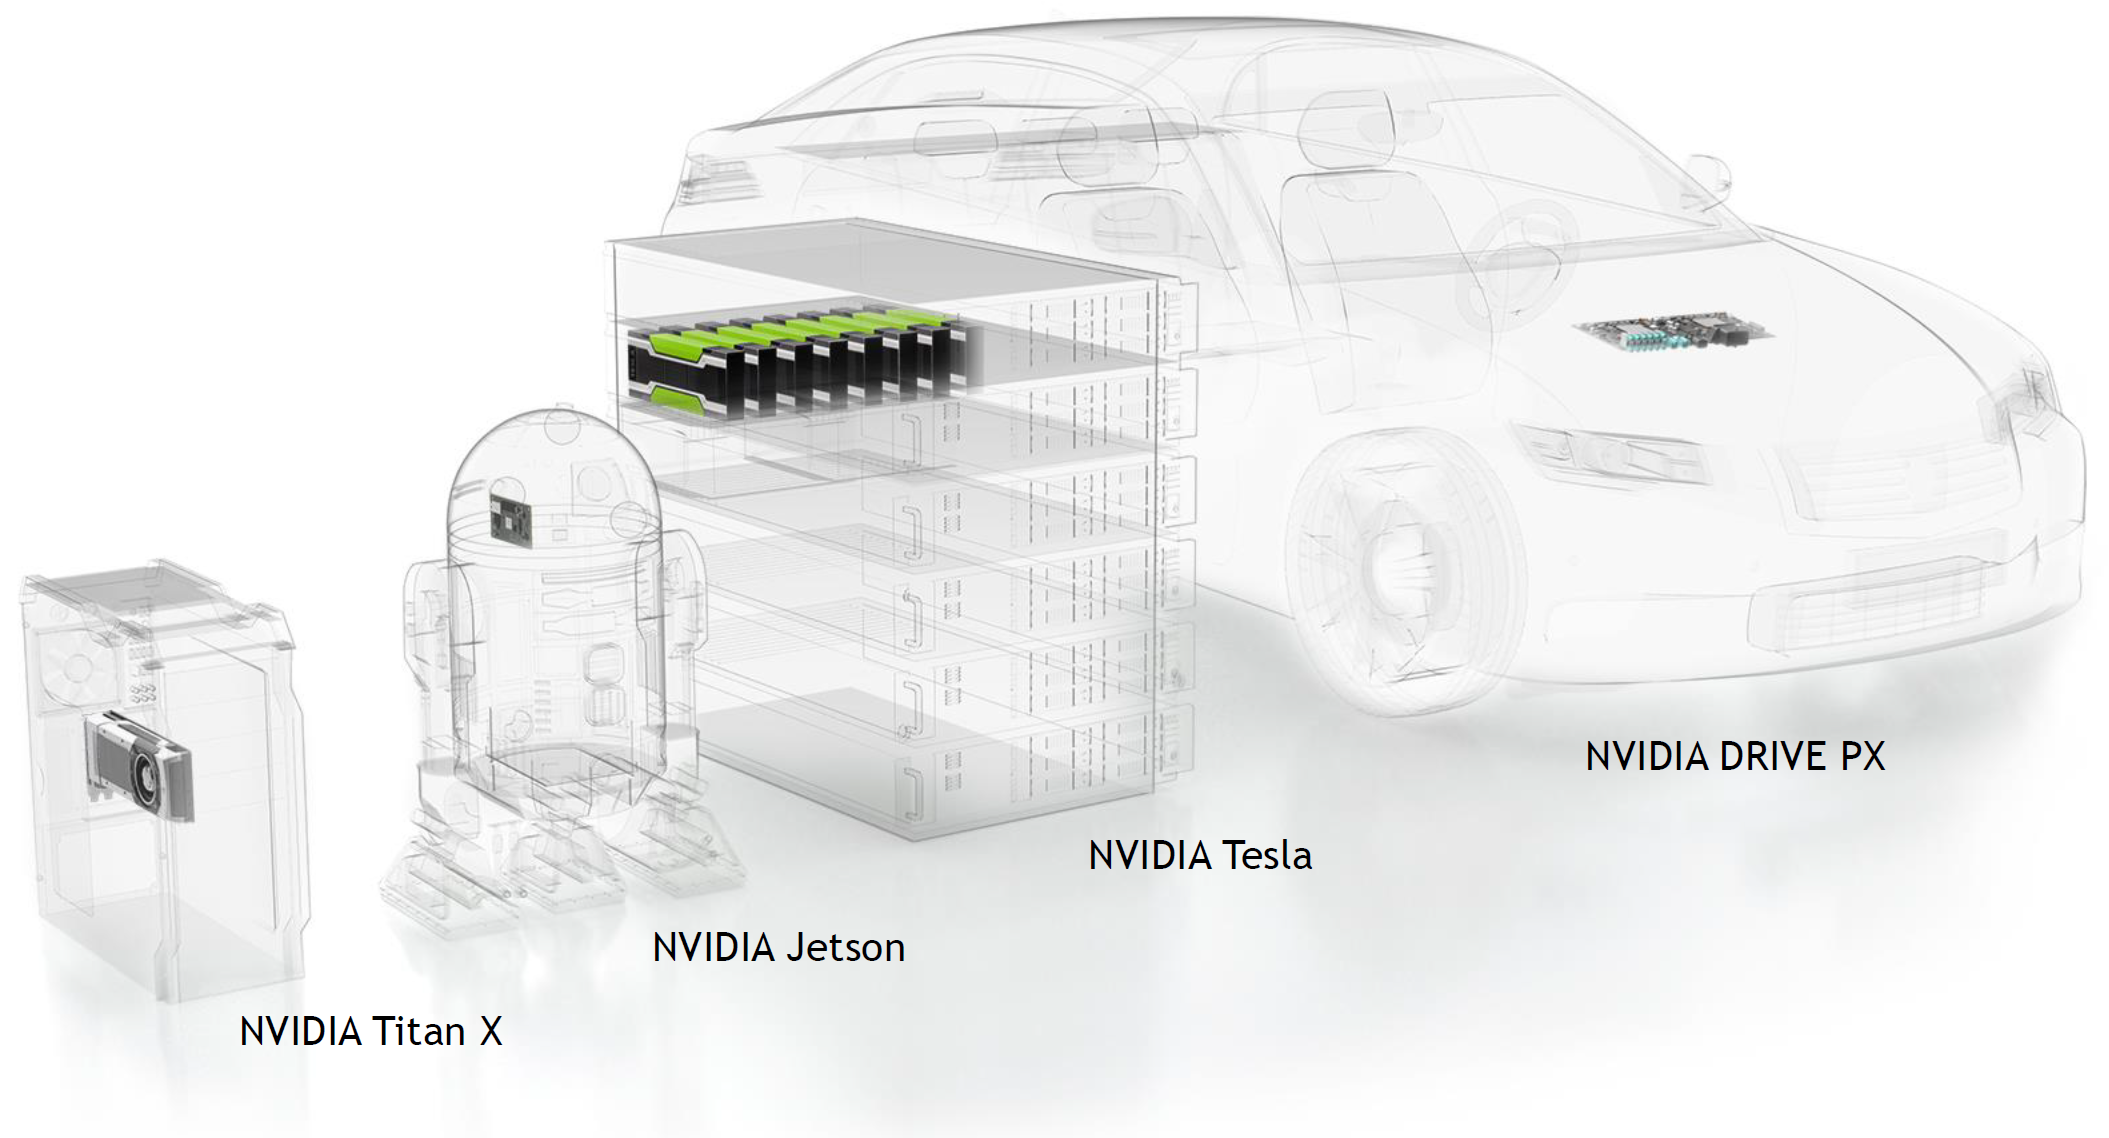 NVIDIA DRIVE PX
NVIDIA Tesla
NVIDIA Jetson
NVIDIA Titan X